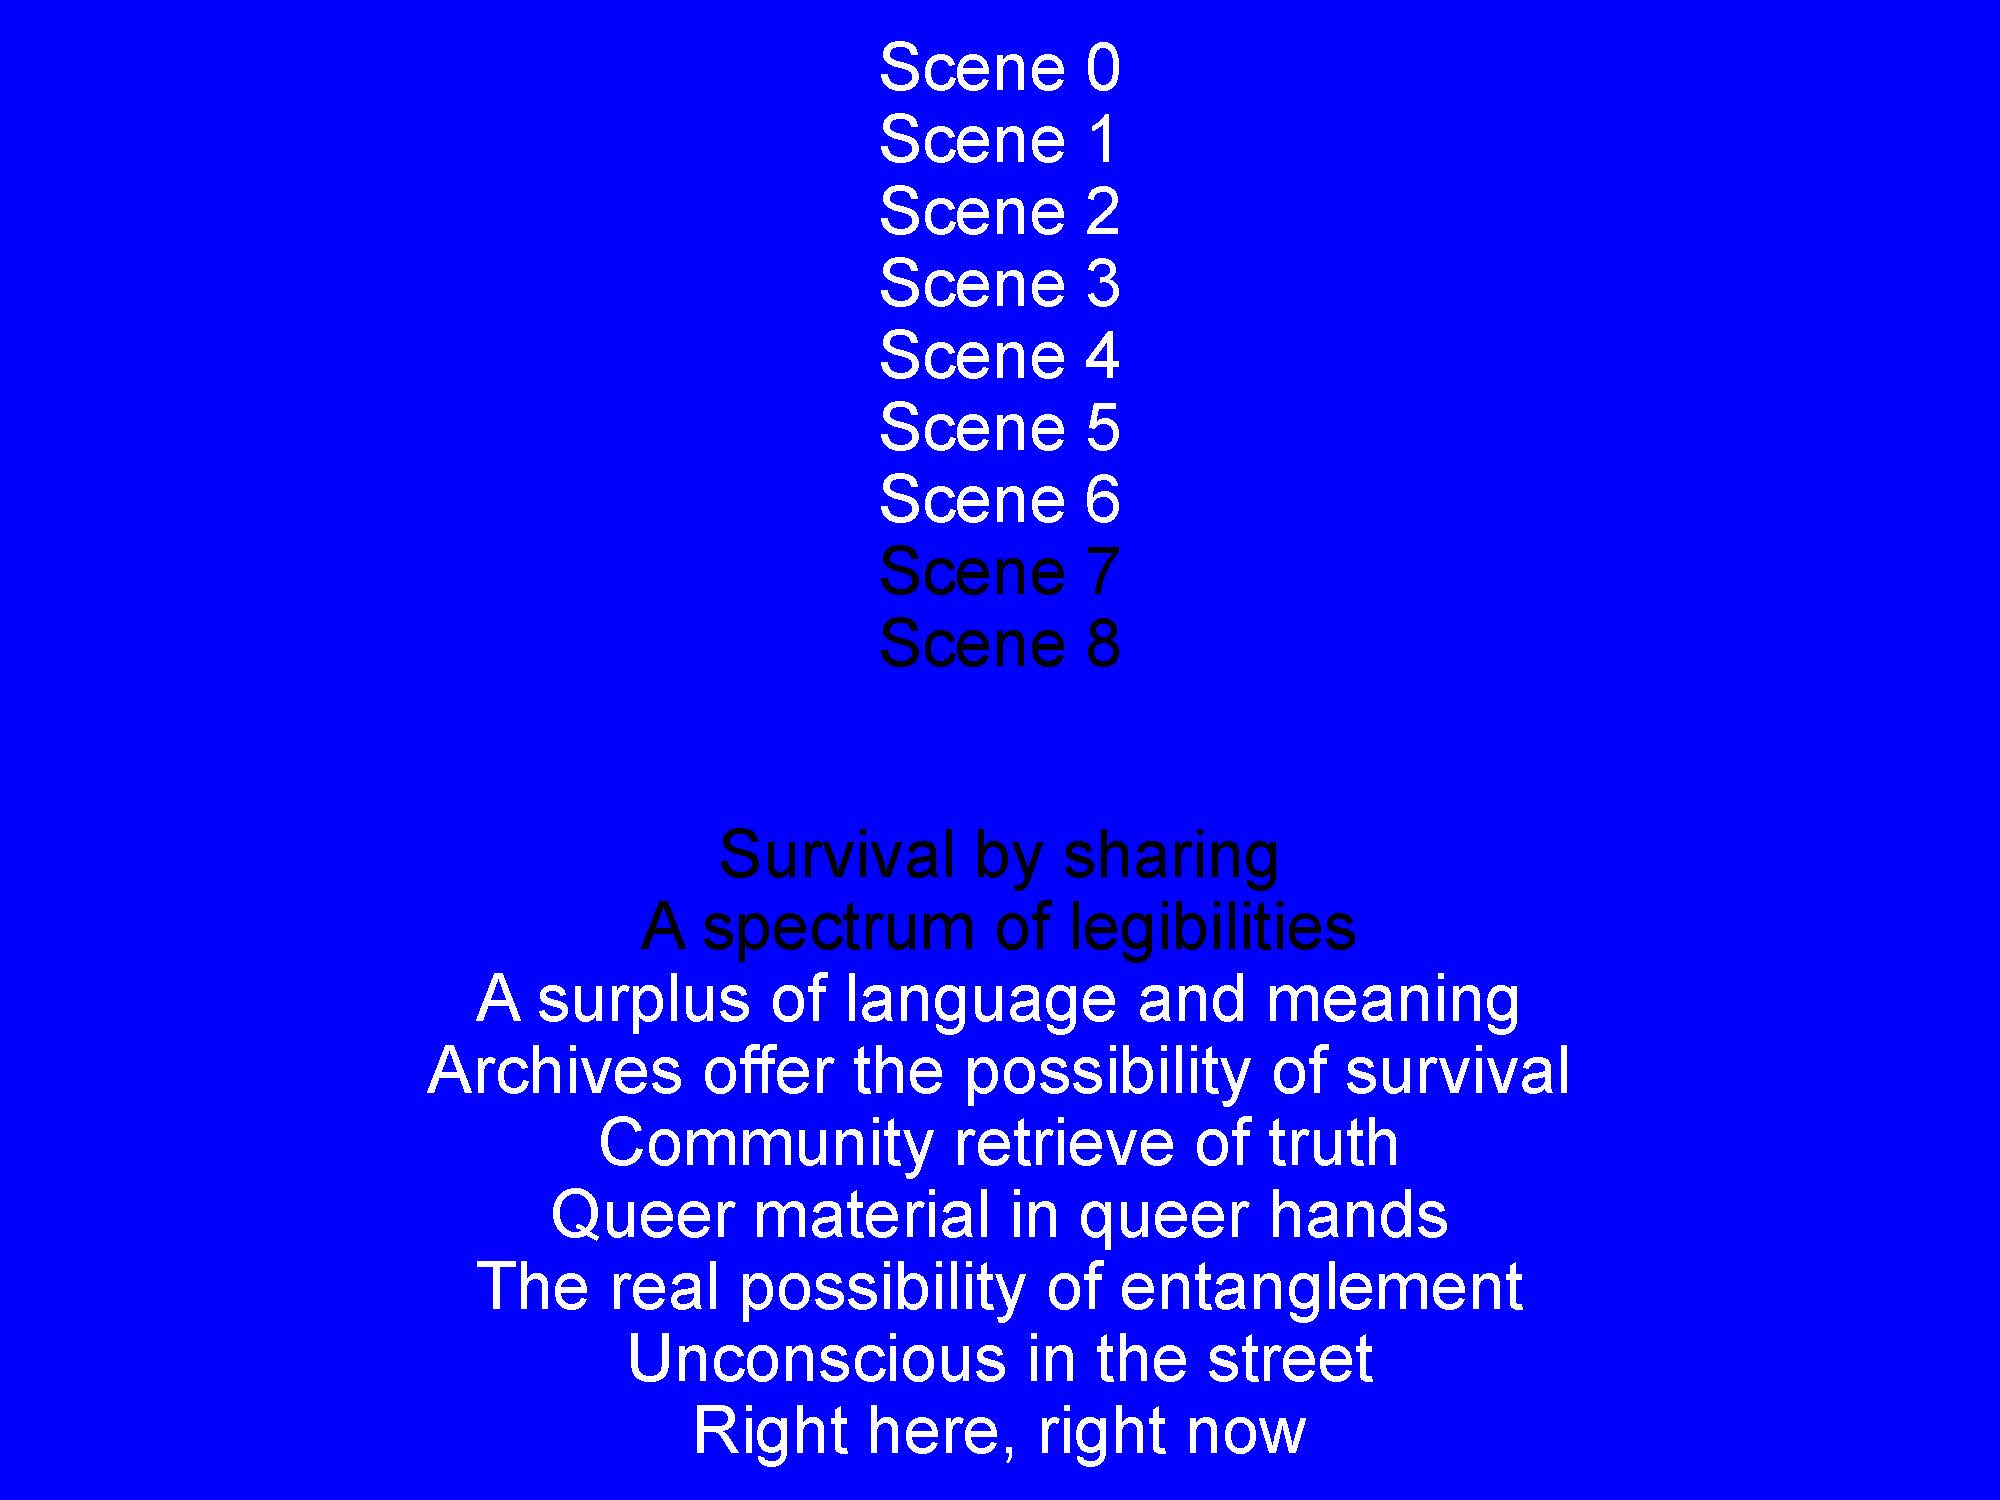 Scene 0
Scene 1
Scene 2
Scene 3
Scene 4
Scene 5
Scene 6
Scene 7
Scene 8
Survival by sharing
A spectrum of legibilities
A surplus of language and meaning
Archives offer the possibility of survival
Community retrieve of truth
Queer material in queer hands
The real possibility of entanglement
Unconscious in the street
Right here, right now